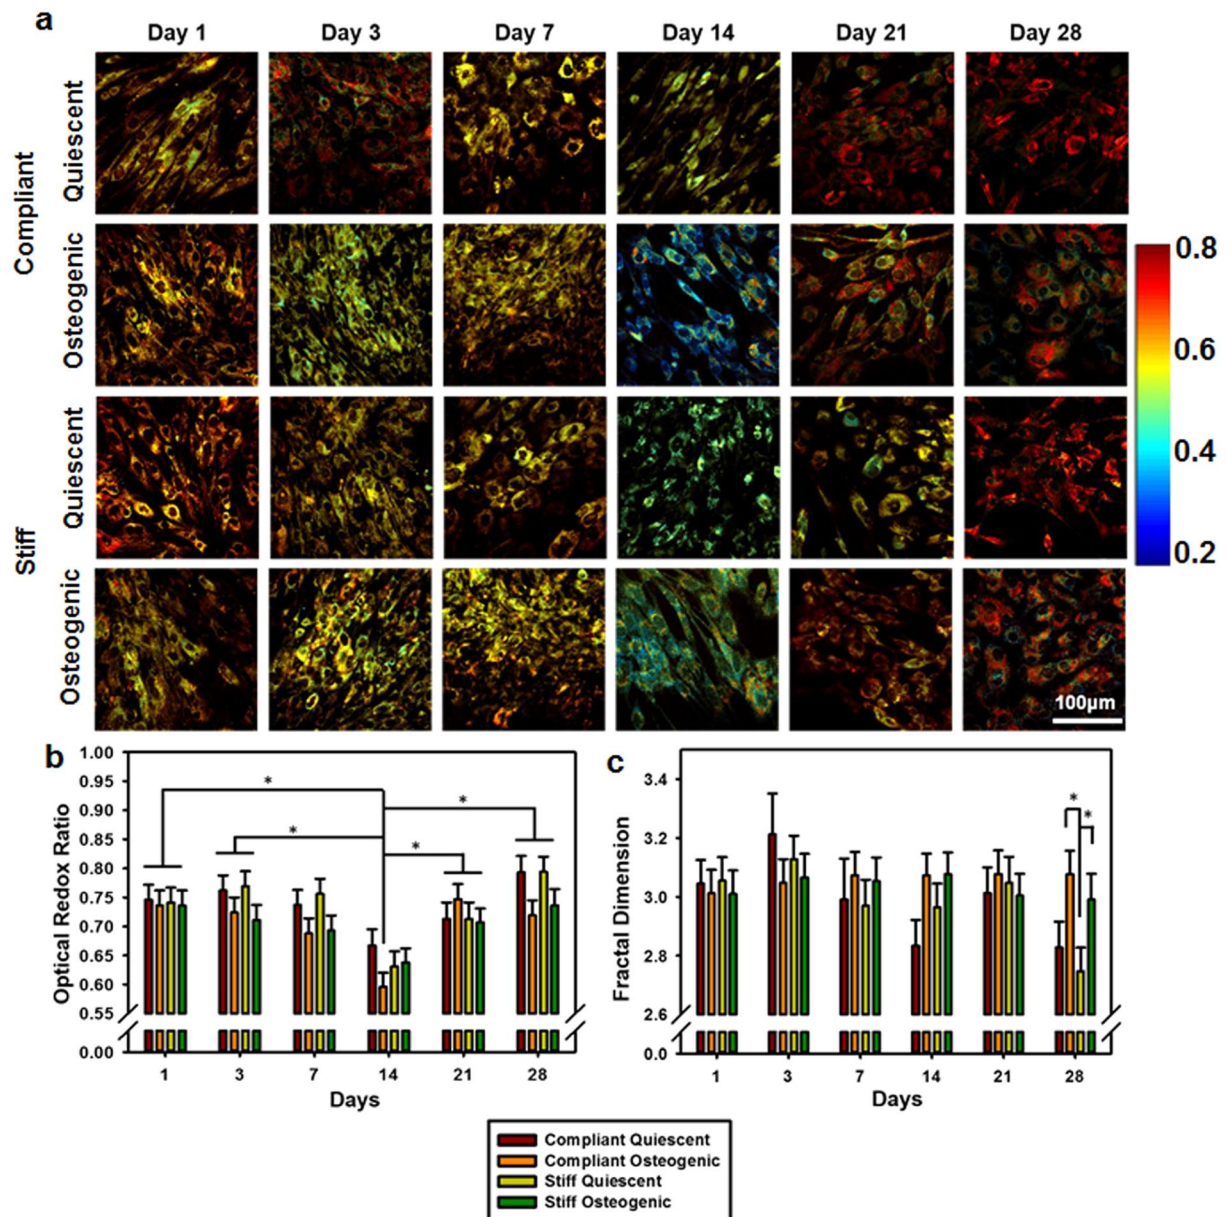 a
Day 1 Day 3 Day 7 Day 14 Day 21 Day 28
Compliant
Quiescent
Osteogenic
Stiff
Quiescent
Osteogenic
0.8
0.6
0.4
0.2
100µm
b
Optical Redox Ratio
1.00
0.95
0.90
0.85
0.80
0.75
0.70
0.65
0.60
0.55
0.00
* * * *
1 3 7 14 21 28
Days
c
Fractal Dimension
3.4
3.2
3.0
2.8
2.6
0.0
* *
1 3 7 14 21 28
Days
Compliant Quiescent
Compliant Osteogenic
Stiff Quiescent
Stiff Osteogenic